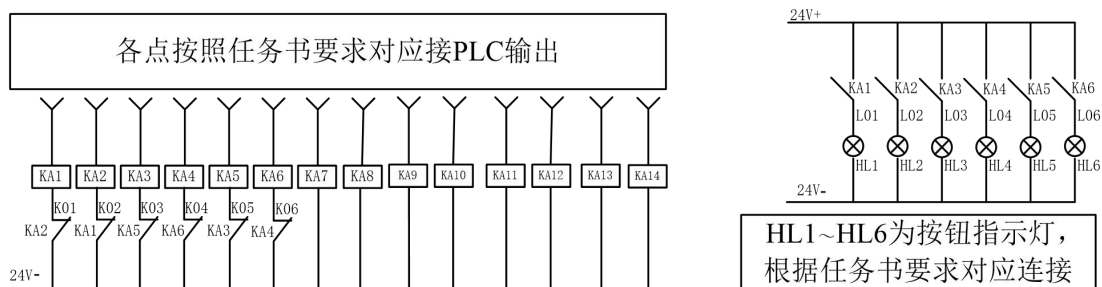 各点按照任务书要求对应接PLC输出
KA1 KA2 KA3 KA4 KA5 KA6 KA7 KA8 KA9 KA10 KA11 KA12 KA13 KA14
K01 K02 K03 K04 K05 K06
KA2 KA1 KA5 KA6 KA3 KA4
24V-
24V+
KA1 KA2 KA3 KA4 KA5 KA6
L01 L02 L03 L04 L05 L06
HL1 HL2 HL3 HL4 HL5 HL6
24V-
HL1~HL6为按钮指示灯,
根据任务书要求对应连接